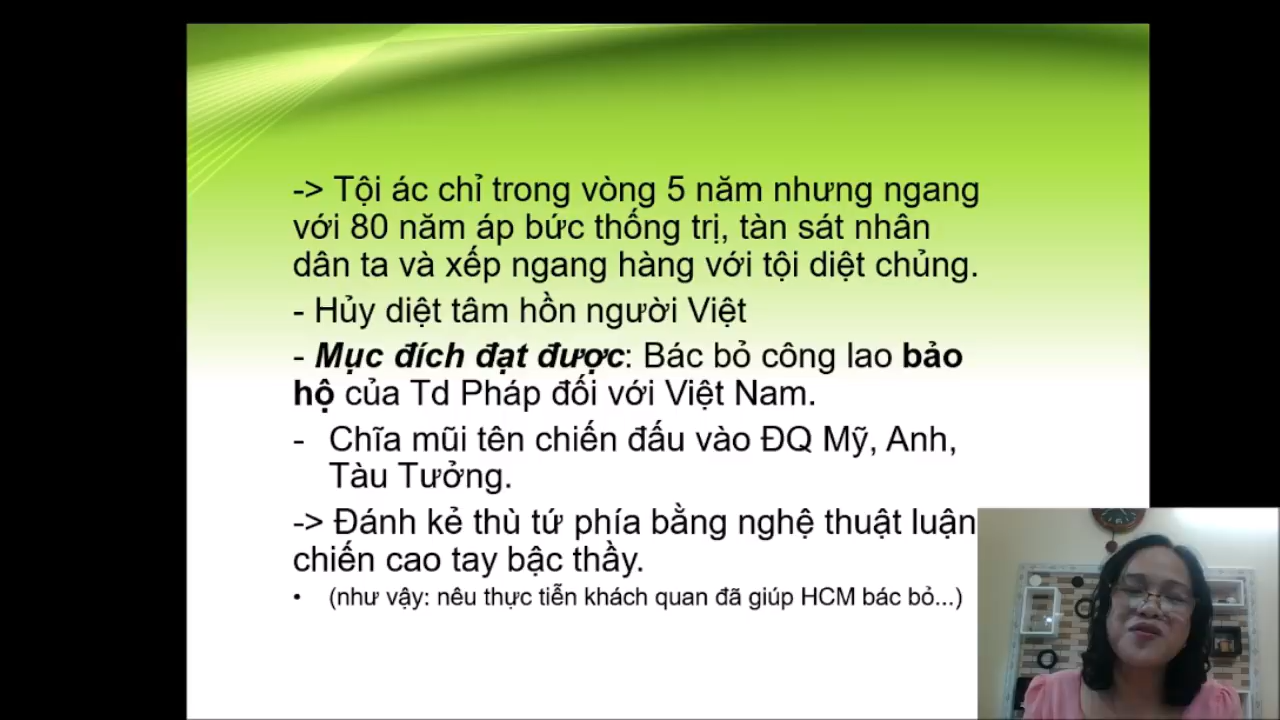 -> Tội ác chỉ trong vòng 5 năm nhưng ngang
với 80 năm áp bức thống trị, tàn sát nhân
dân ta và xếp ngang hàng với tội diệt chủng.
- Hủy diệt tâm hồn người Việt
- Mục đích đạt được: Bác bỏ công lao bảo
hộ của Td Pháp đối với Việt Nam.
- Chĩa mũi tên chiến đấu vào ĐQ Mỹ, Anh,
Tàu Tưởng.
-> Đánh kẻ thù tứ phía bằng nghệ thuật luận
chiến cao tay bậc thầy.
• (như vậy: nêu thực tiễn khách quan đã giúp HCM bác bỏ...)